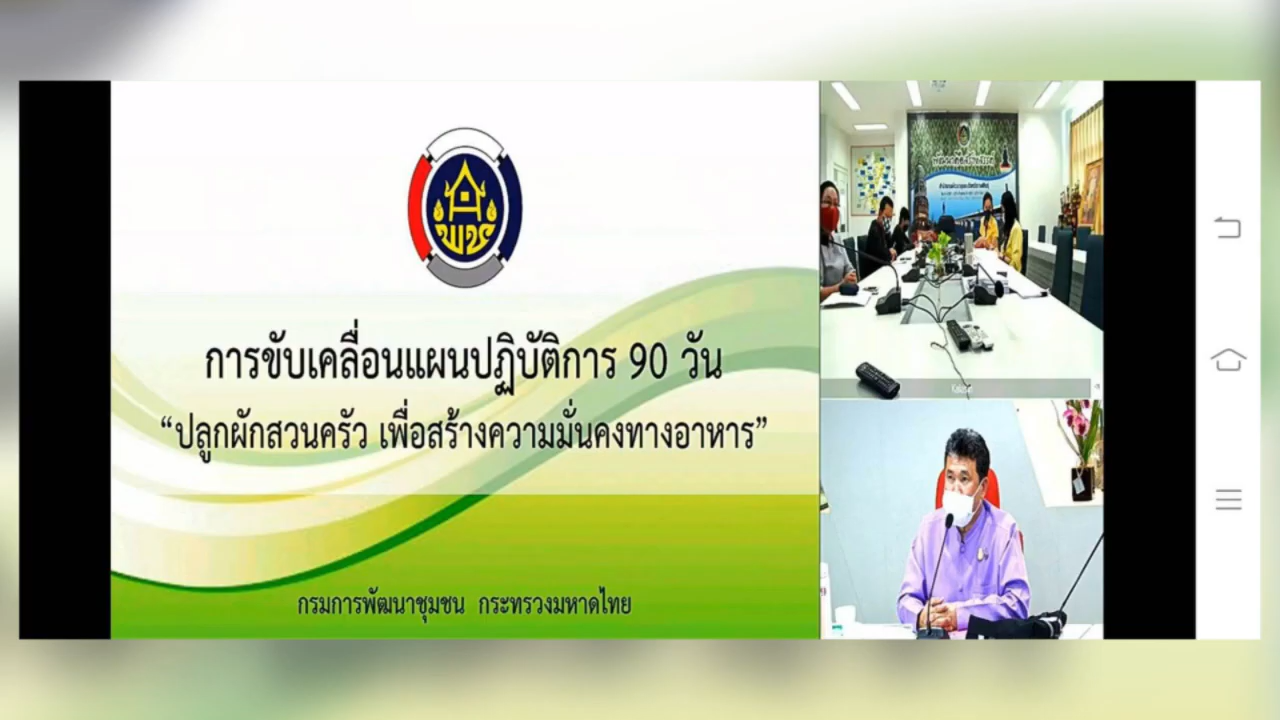 พช
การขับเคลื่อนแผนปฏิบัติการ 90 วัน
“ปลูกผักสวนครัว เพื่อสร้างความมั่นคงทางอาหาร”
กรมการพัฒนาชุมชน กระทรวงมหาดไทย